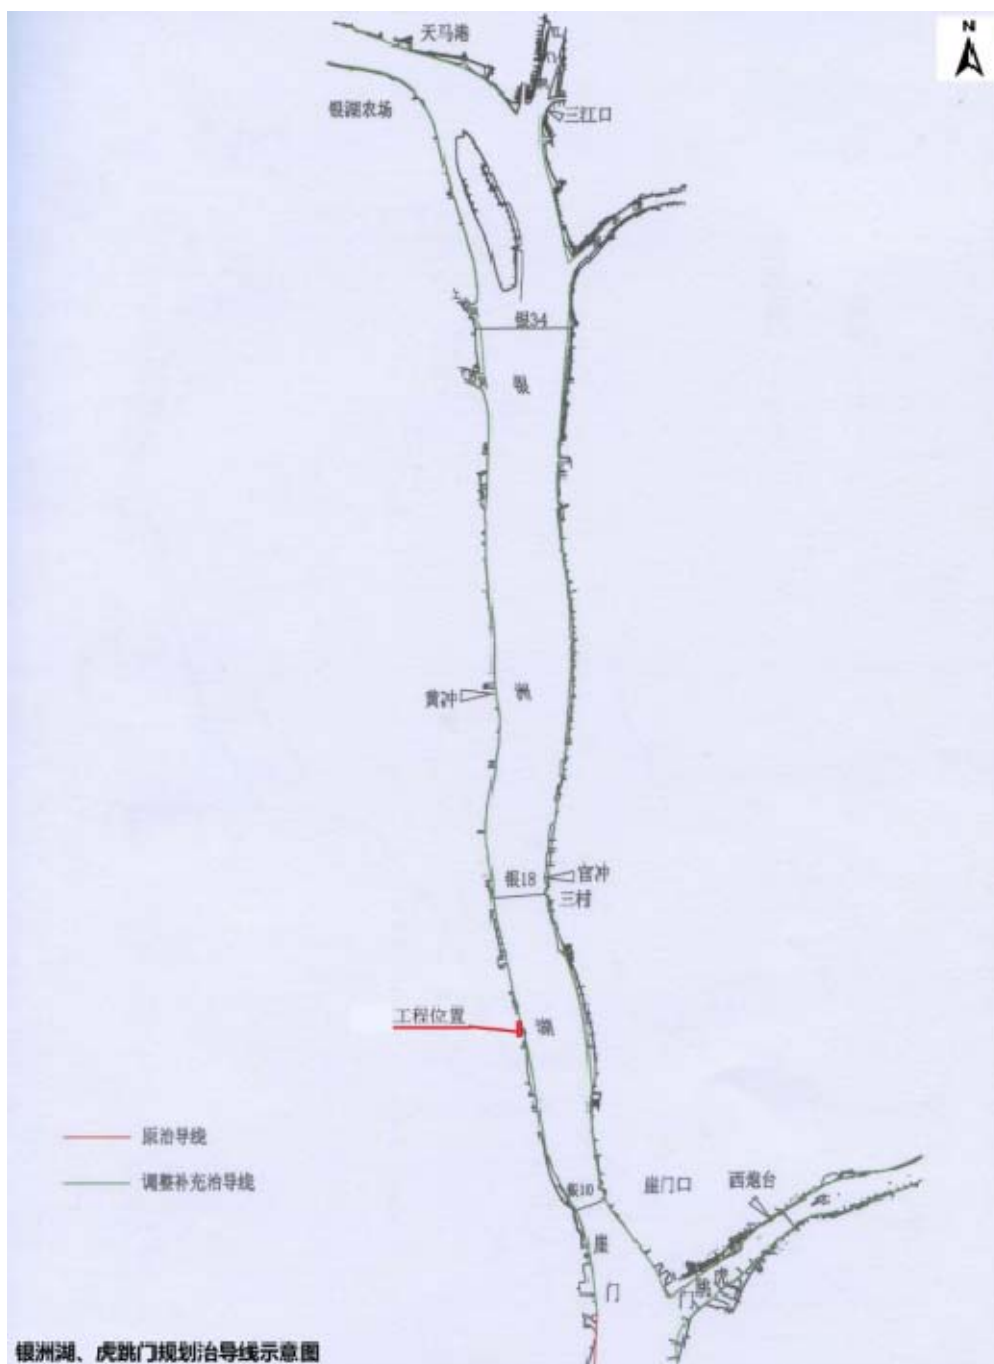 天马港
N
银湖农场
三江口
银34
银
洲
黄冲
官冲
银18
三村
工程位置
湖
原治导线
调整补充治导线
崖门口
西炮台
银10
崖
门
虎
跳
门
银洲湖、虎跳门规划治导线示意图